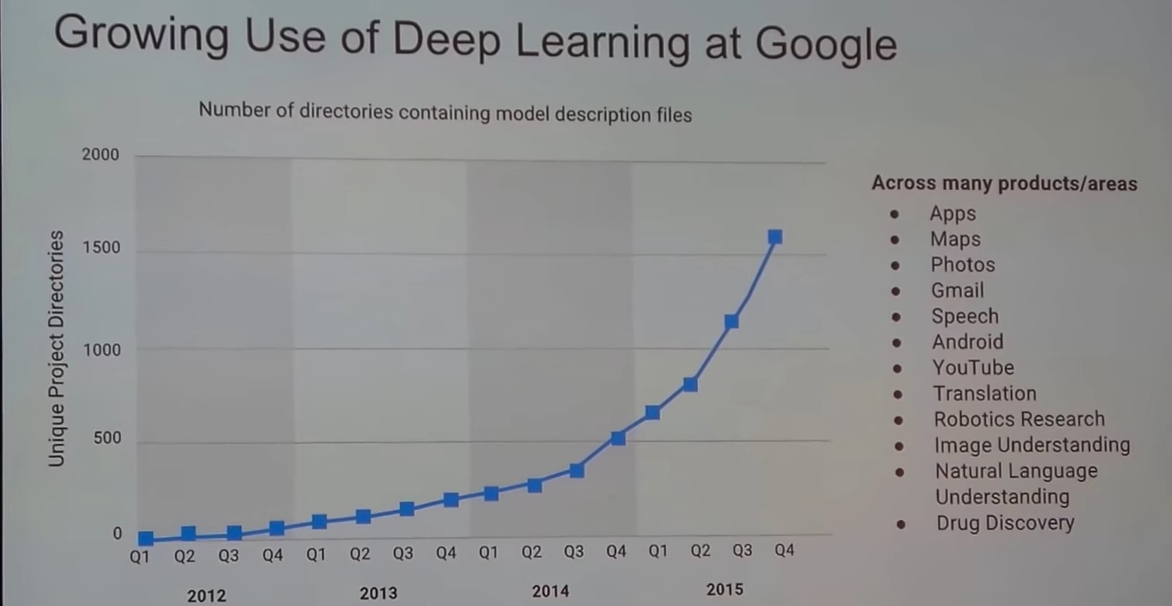 Growing Use of Deep Learning at Google
Number of directories containing model description files
Unique Project Directories
2000
1500
1000
500
0
Q1 Q2 Q3 Q4 Q1 Q2 Q3 Q4 Q1 Q2 Q3 Q4 Q1 Q2 Q3 Q4
2012 2013 2014 2015
Across many products/areas
● Apps
● Maps
● Photos
● Gmail
● Speech
● Android
● YouTube
● Translation
● Robotics Research
● Image Understanding
● Natural Language
Understanding
● Drug Discovery